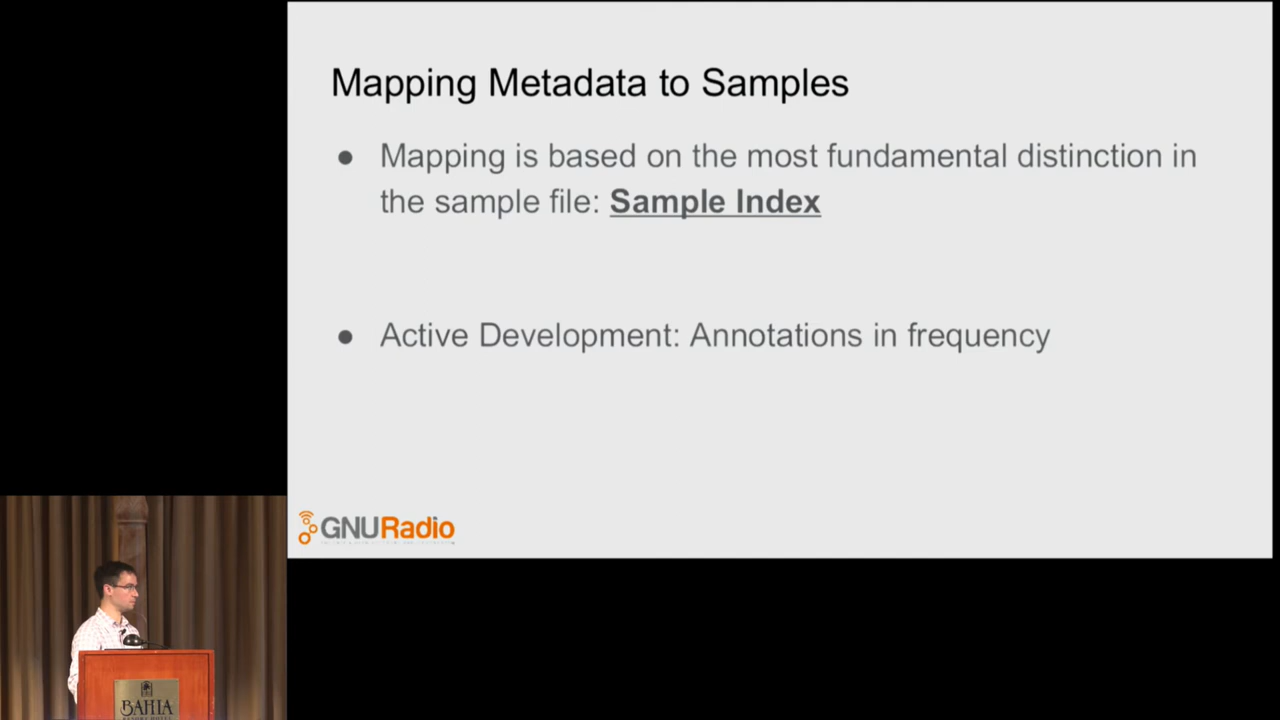 Mapping Metadata to Samples
● Mapping is based on the most fundamental distinction in
the sample file: Sample Index
● Active Development: Annotations in frequency
GNURadio
BAHIA